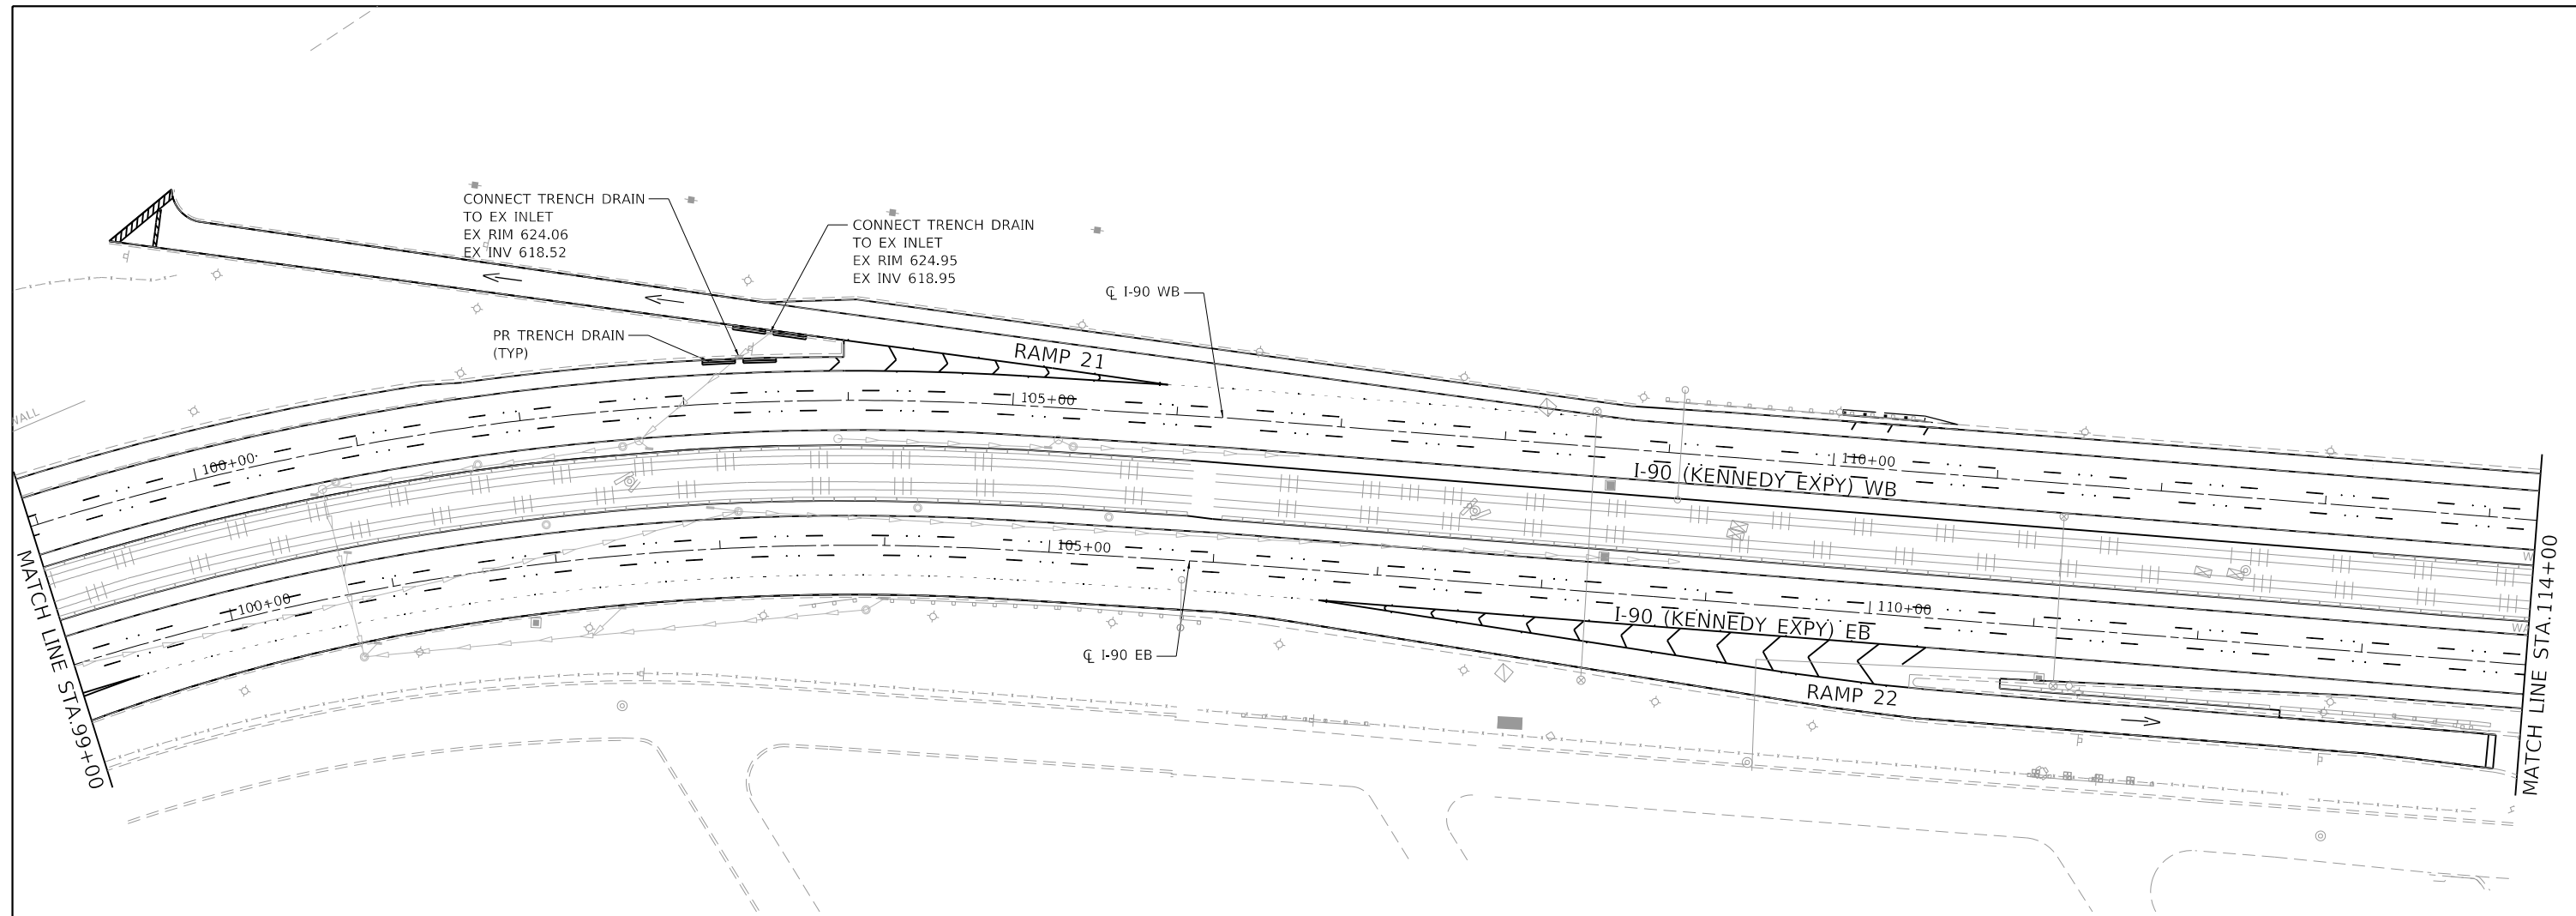 CONNECT TRENCH DRAIN
TO EX INLET
EX RIM 624.06
EX INV 618.52
CONNECT TRENCH DRAIN
TO EX INLET
EX RIM 624.95
EX INV 618.95
℄ I-90 WB
PR TRENCH DRAIN
(TYP)
RAMP 21
105+00
WALL
100+00
110+00
I-90 (KENNEDY EXPY) WB
105+00
100+00
110+00
I-90 (KENNEDY EXPY) EB
℄ I-90 EB
RAMP 22
MATCH LINE STA.99+00
MATCH LINE STA.114+00
W
WA